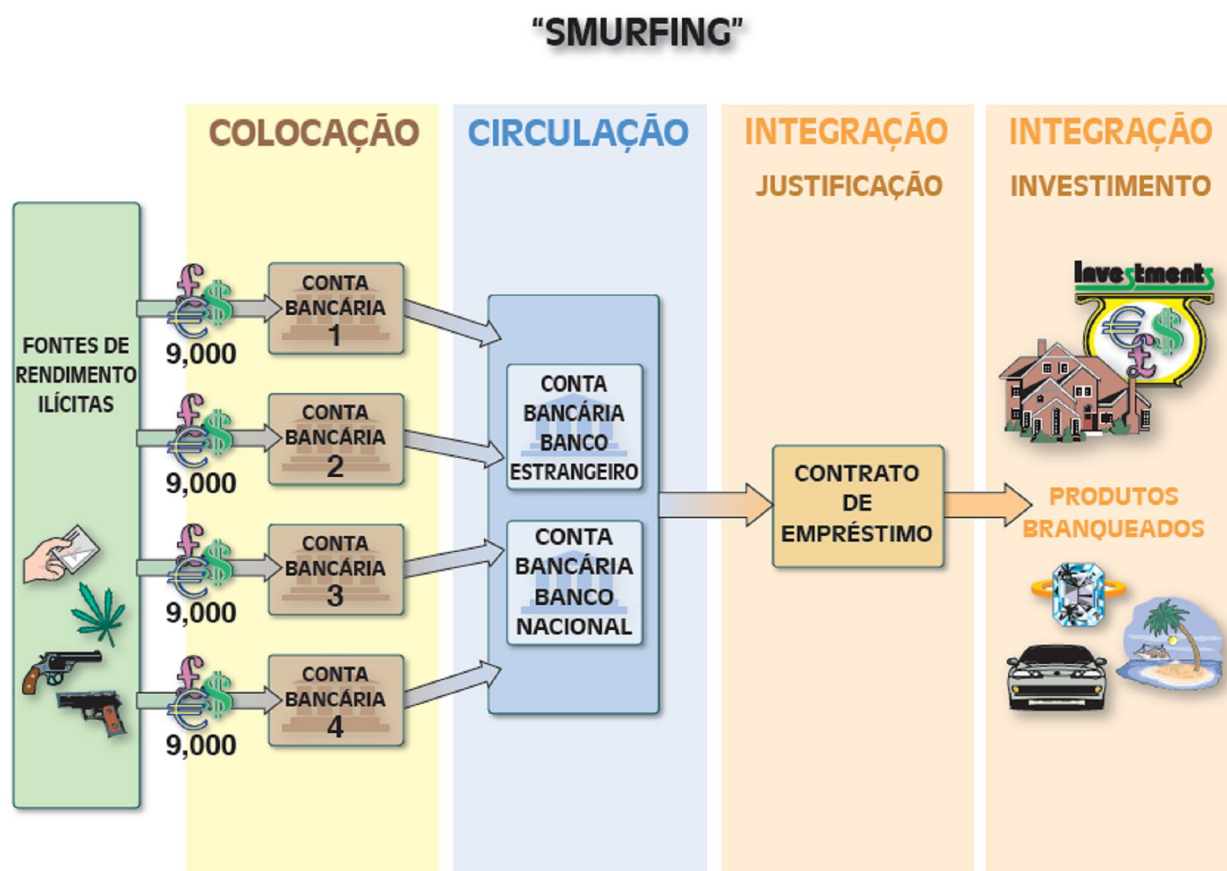 “SMURFING”
COLOCAÇÃO
CIRCULAÇÃO
INTEGRAÇÃO
JUSTIFICAÇÃO
INTEGRAÇÃO
INVESTIMENTO
FONTES DE
RENDIMENTO
ILÍCITAS
9,000
CONTA
BANCÁRIA
1
9,000
CONTA
BANCÁRIA
2
9,000
CONTA
BANCÁRIA
3
9,000
CONTA
BANCÁRIA
4
CONTA
BANCÁRIA
BANCO
ESTRANGEIRO
CONTA
BANCÁRIA
BANCO
NACIONAL
CONTRATO
DE
EMPRÉSTIMO
Investments
PRODUTOS
BRANQUEADOS